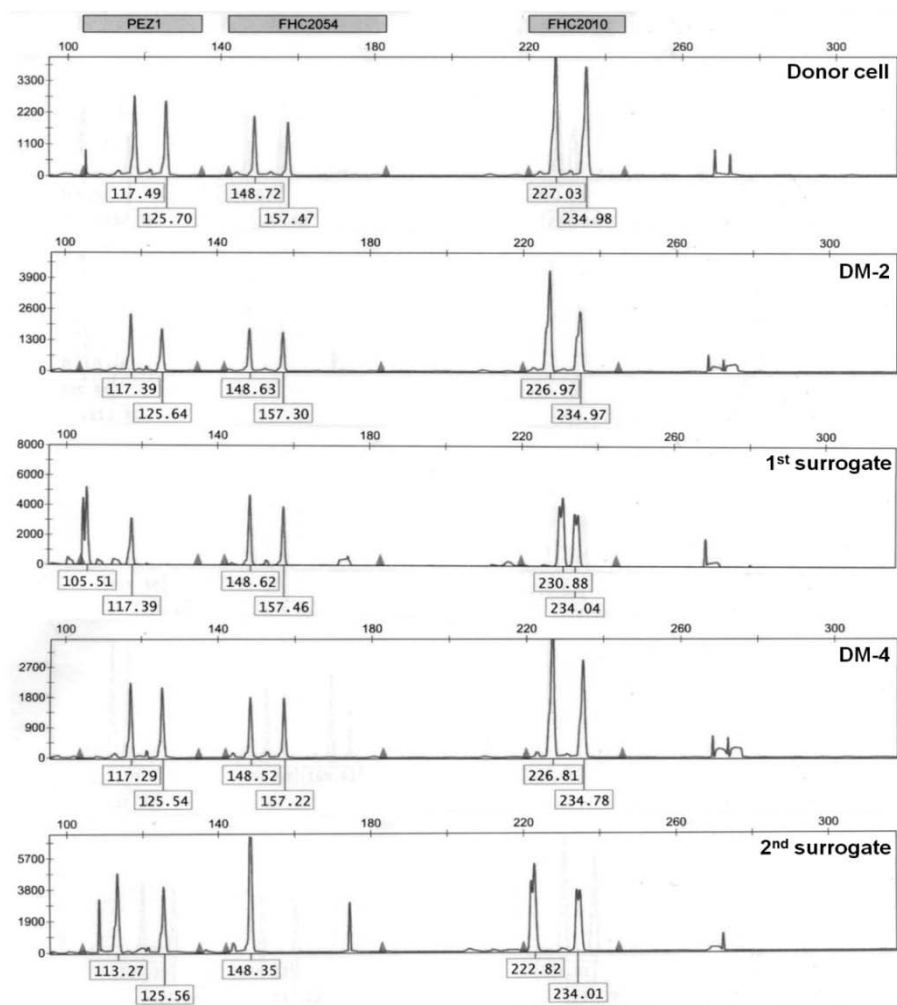 PEZ1 FHC2054 FHC2010
100 140 180 220 260 300
Donor cell
3300
2200
1100
0
117.49 148.72 227.03
125.70 157.47 234.98
100 140 180 220 260 300
DM-2
3900
2600
1300
0
117.39 148.63 226.97
125.64 157.30 234.97
100 140 180 220 260 300
1st surrogate
8000
6000
4000
2000
0
105.51 148.62 230.88
117.39 157.46 234.04
100 140 180 220 260 300
DM-4
2700
1800
900
0
117.29 148.52 226.81
125.54 157.22 234.78
100 140 180 220 260 300
2nd surrogate
5700
3800
1900
0
113.27 148.35 222.82
125.56 234.01